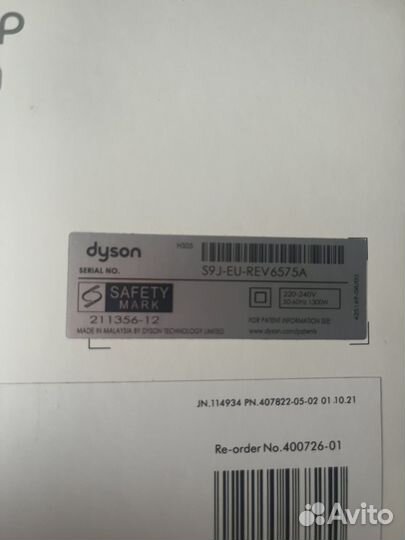 dyson
HS05
SERIAL NO.
S9J-EU-REV6575A
SAFETY
MARK
211356-12
220-240V
50-60Hz 1300W
FOR PATENT INFORMATION SEE
MADE IN MALAYSIA BY DYSON TECHNOLOGY LIMITED
www.dyson.com/patents
JN.114934 PN.407822-05-02 01.10.21
Re-order No.400726-01
Avito